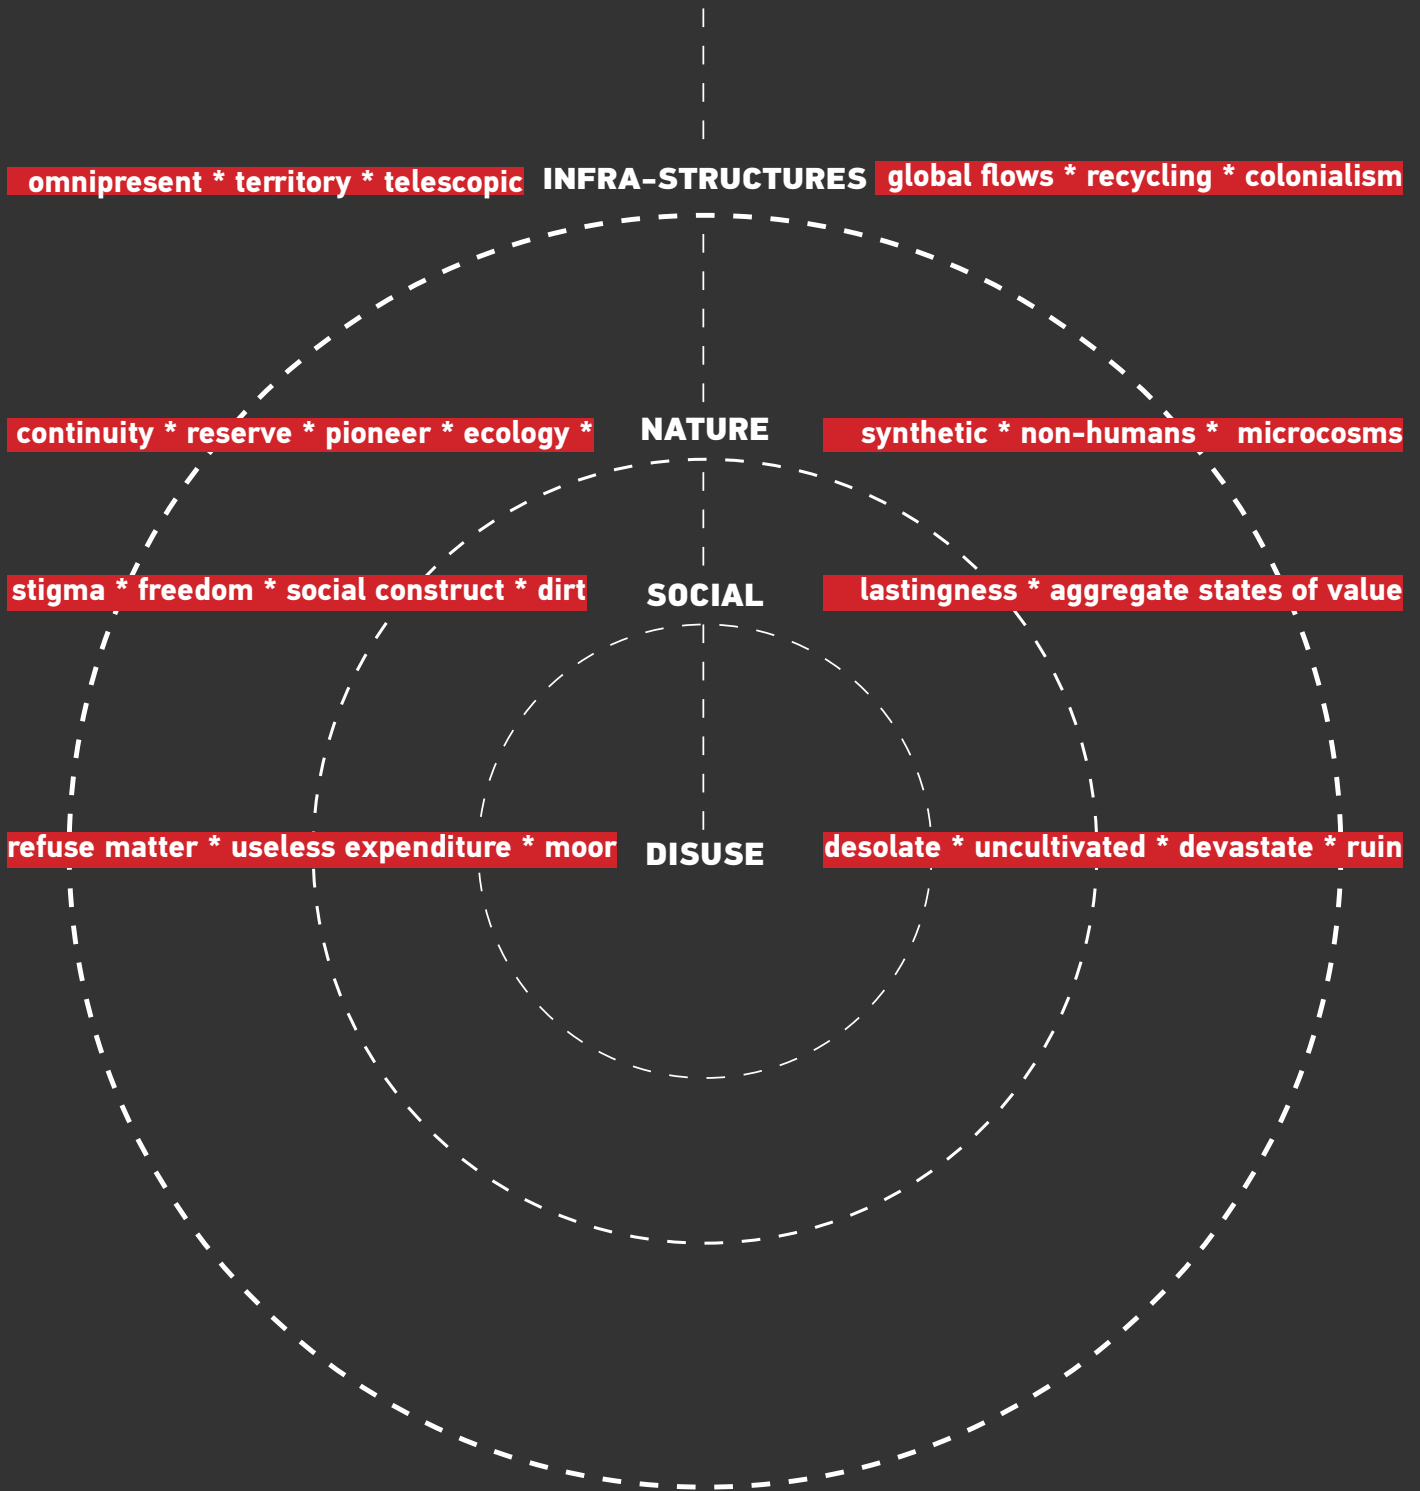 omnipresent * territory * telescopic INFRA-STRUCTURES global flows * recycling * colonialism
continuity * reserve * pioneer * ecology * NATURE synthetic * non-humans * microcosms
stigma * freedom * social construct * dirt SOCIAL lastingness * aggregate states of value
refuse matter * useless expenditure * moor DISUSE desolate * uncultivated * devastate * ruin